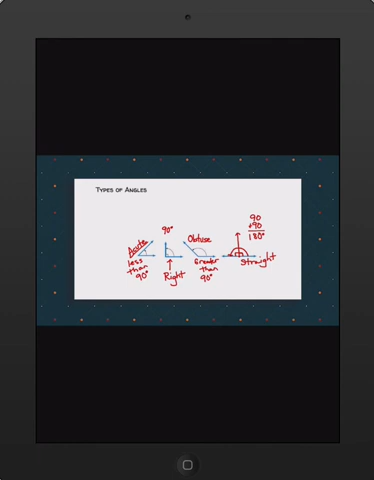 Types of Angles
Acute
less
than
90°
90°
Right
Obtuse
Greater
than
90°
90
+90
180°
Straight